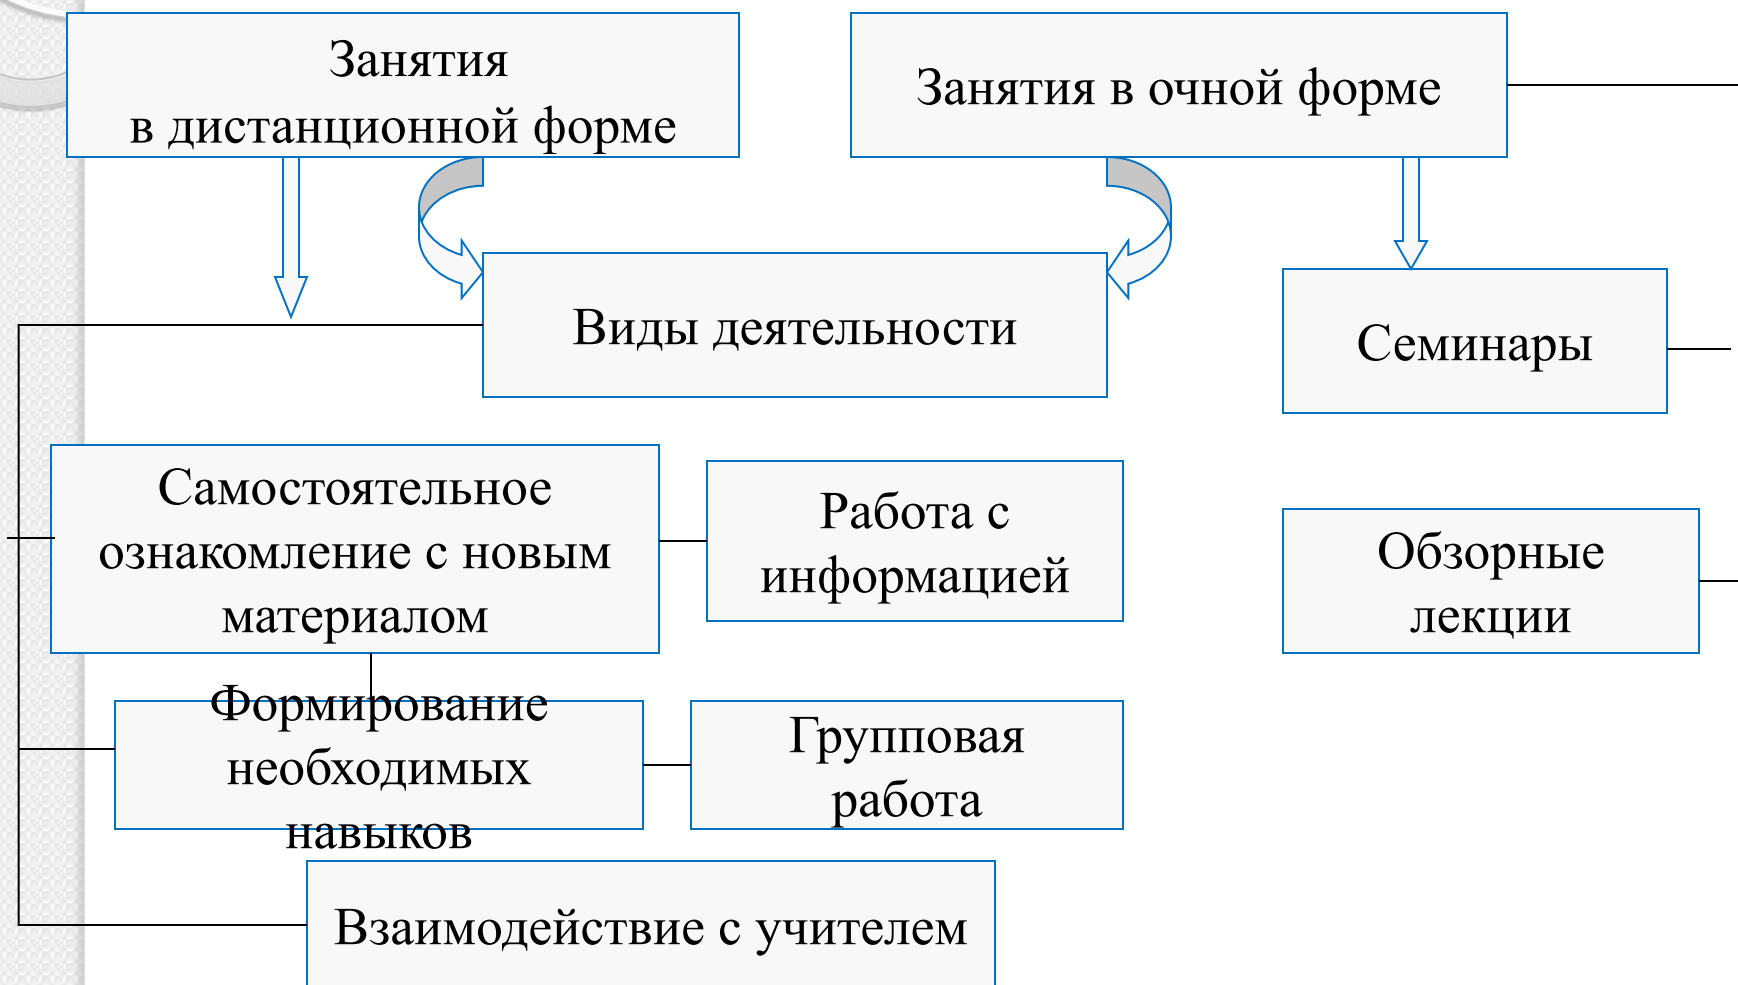 Занятия
в дистанционной форме
Занятия в очной форме
Виды деятельности
Семинары
Самостоятельное
ознакомление с новым
материалом
Работа с
информацией
Обзорные
лекции
Формирование
необходимых
навыков
Групповая
работа
Взаимодействие с учителем